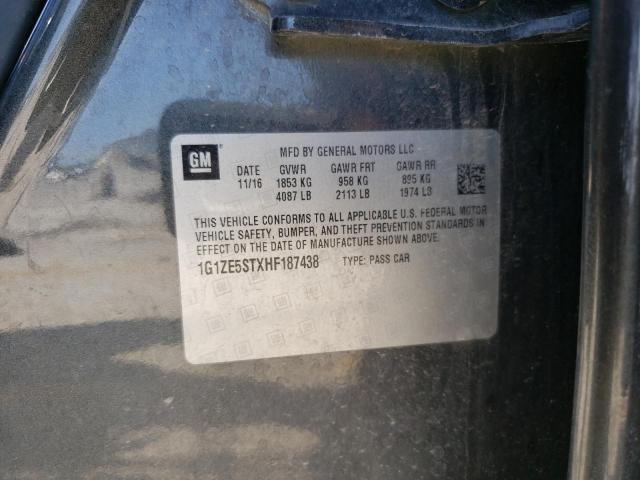 GM
MFD BY GENERAL MOTORS LLC
DATE GVWR GAWR FRT GAWR RR
11/16 1853 KG 958 KG 895 KG
4087 LB 2113 LB 1974 LB
THIS VEHICLE CONFORMS TO ALL APPLICABLE U.S. FEDERAL MOTOR
VEHICLE SAFETY, BUMPER, AND THEFT PREVENTION STANDARDS IN
EFFECT ON THE DATE OF MANUFACTURE SHOWN ABOVE.
1G1ZE5STXHF187438 TYPE: PASS CAR